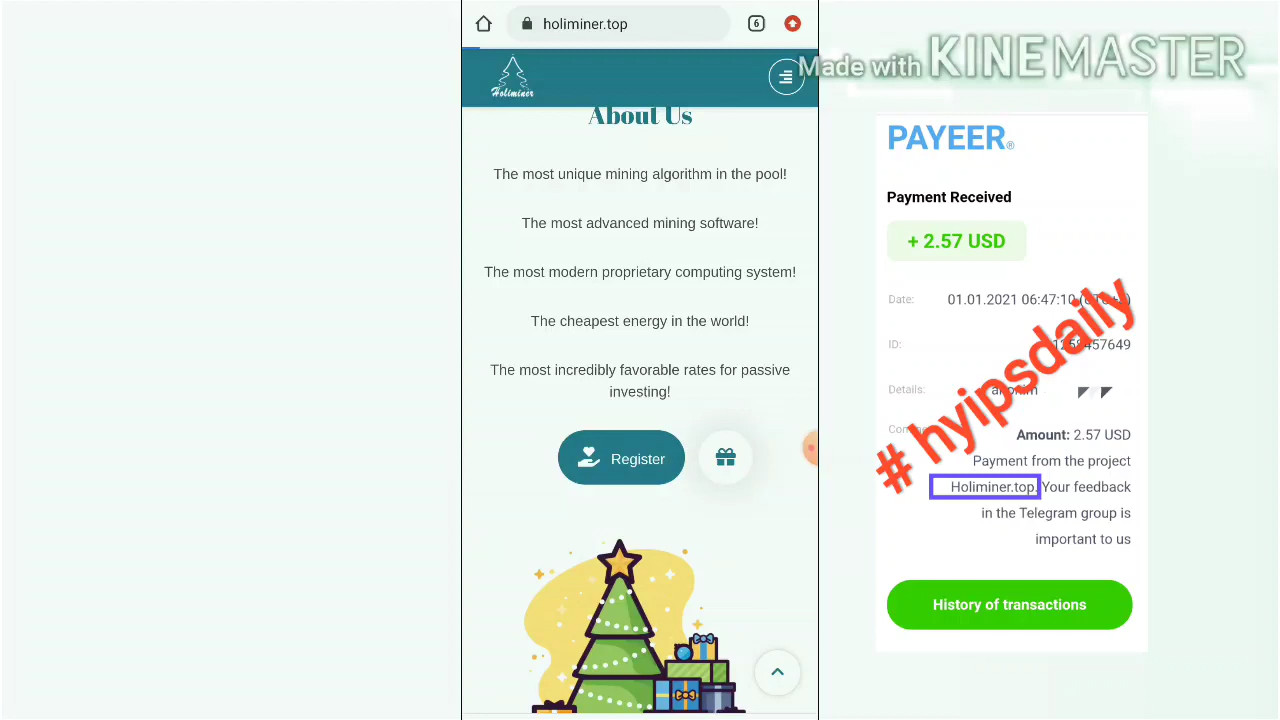 holiminer.top
6
Holiminer
About Us
The most unique mining algorithm in the pool!
The most advanced mining software!
The most modern proprietary computing system!
The cheapest energy in the world!
The most incredibly favorable rates for passive
investing!
Register
Made with KINEMASTER
PAYEER®
Payment Received
+ 2.57 USD
Date: 01.01.2021 06:47:10
ID:
Details: anonim
Amount: 2.57 USD
Payment from the project
Holiminer.top. Your feedback
in the Telegram group is
important to us
History of transactions
# hyipsdaily